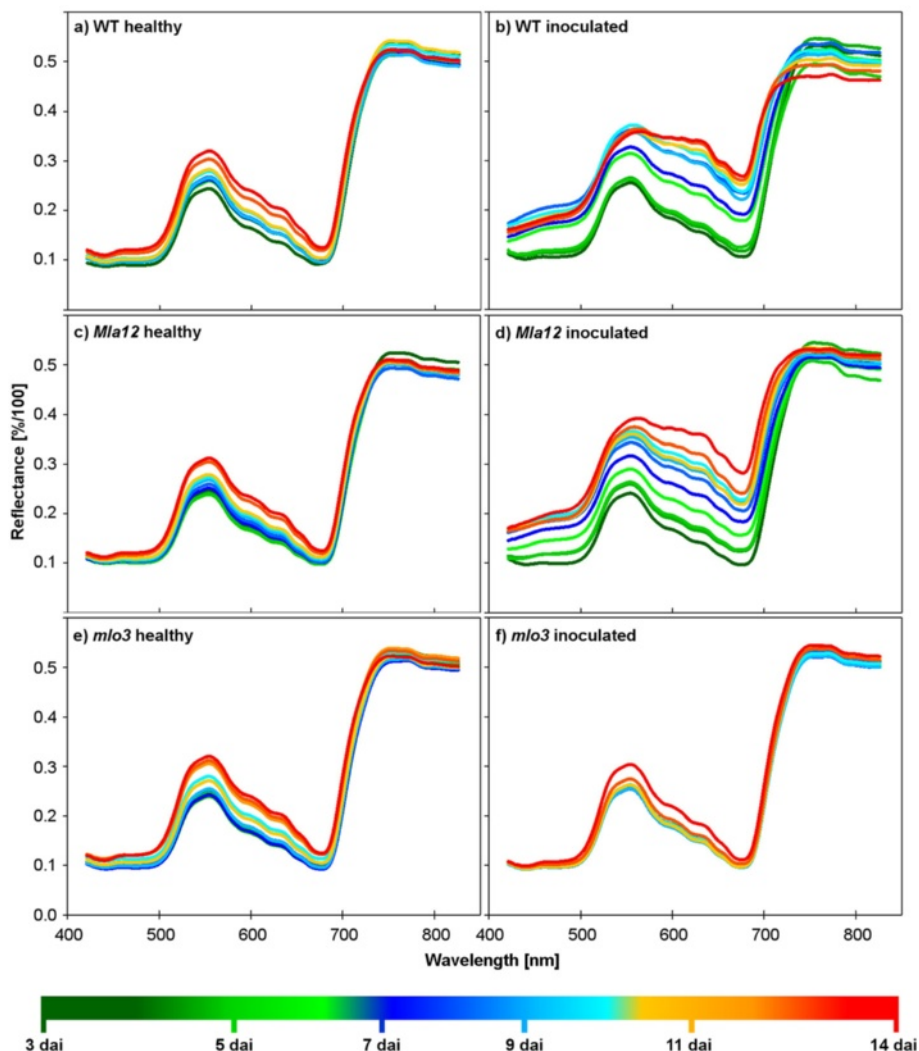 a) WT healthy
b) WT inoculated
0.5
0.4
0.3
0.2
0.1
c) Mla12 healthy
d) Mla12 inoculated
0.5
0.4
0.3
0.2
0.1
Reflectance [%/100]
e) mlo3 healthy
f) mlo3 inoculated
0.5
0.4
0.3
0.2
0.1
0.0
400 500 600 700 800 400 500 600 700 800
Wavelength [nm]
3 dai 5 dai 7 dai 9 dai 11 dai 14 dai